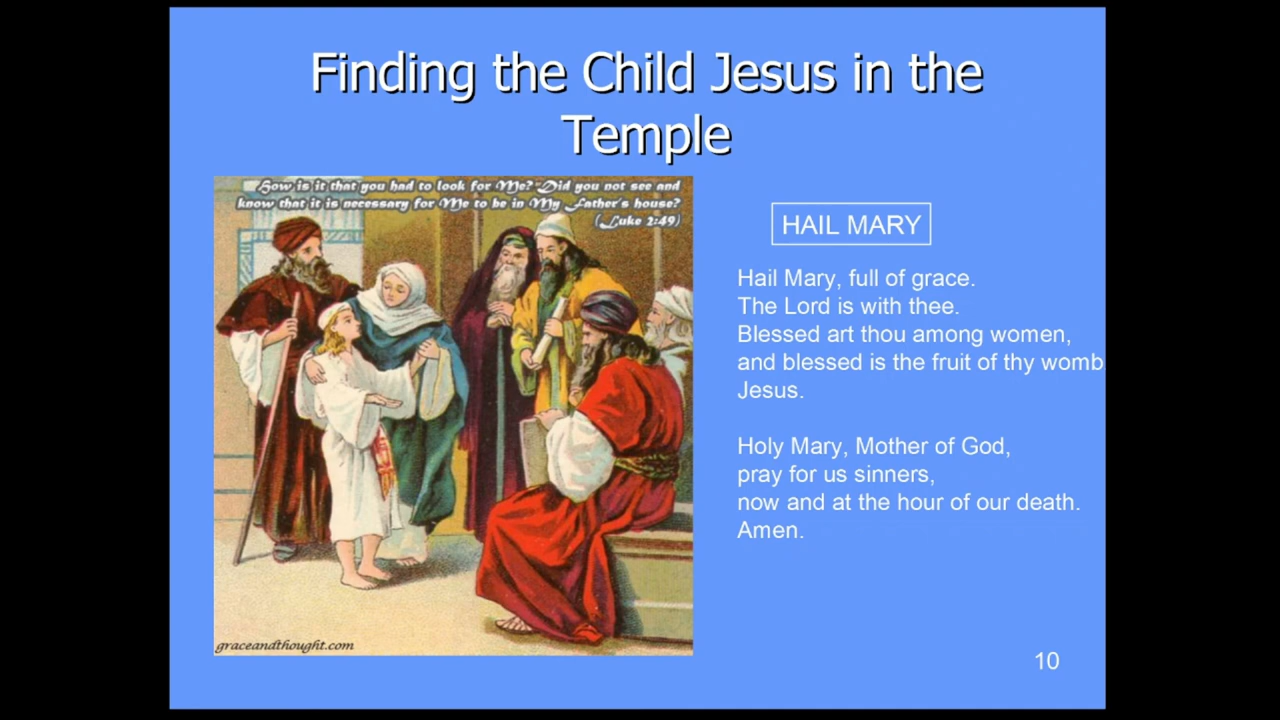 Finding the Child Jesus in the
Temple
How is it that you had to look for Me? Did you not see and
know that it is necessary for Me to be in My Father's house?
(Luke 2:49)
HAIL MARY
Hail Mary, full of grace.
The Lord is with thee.
Blessed art thou among women,
and blessed is the fruit of thy womb
Jesus.
Holy Mary, Mother of God,
pray for us sinners,
now and at the hour of our death.
Amen.
graceandthought.com
10